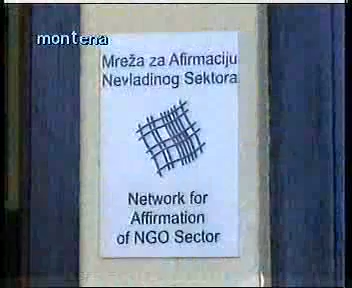 montena
Mreža za Afirmaciju
Nevladinog Sektora
Network for
Affirmation
of NGO Sector